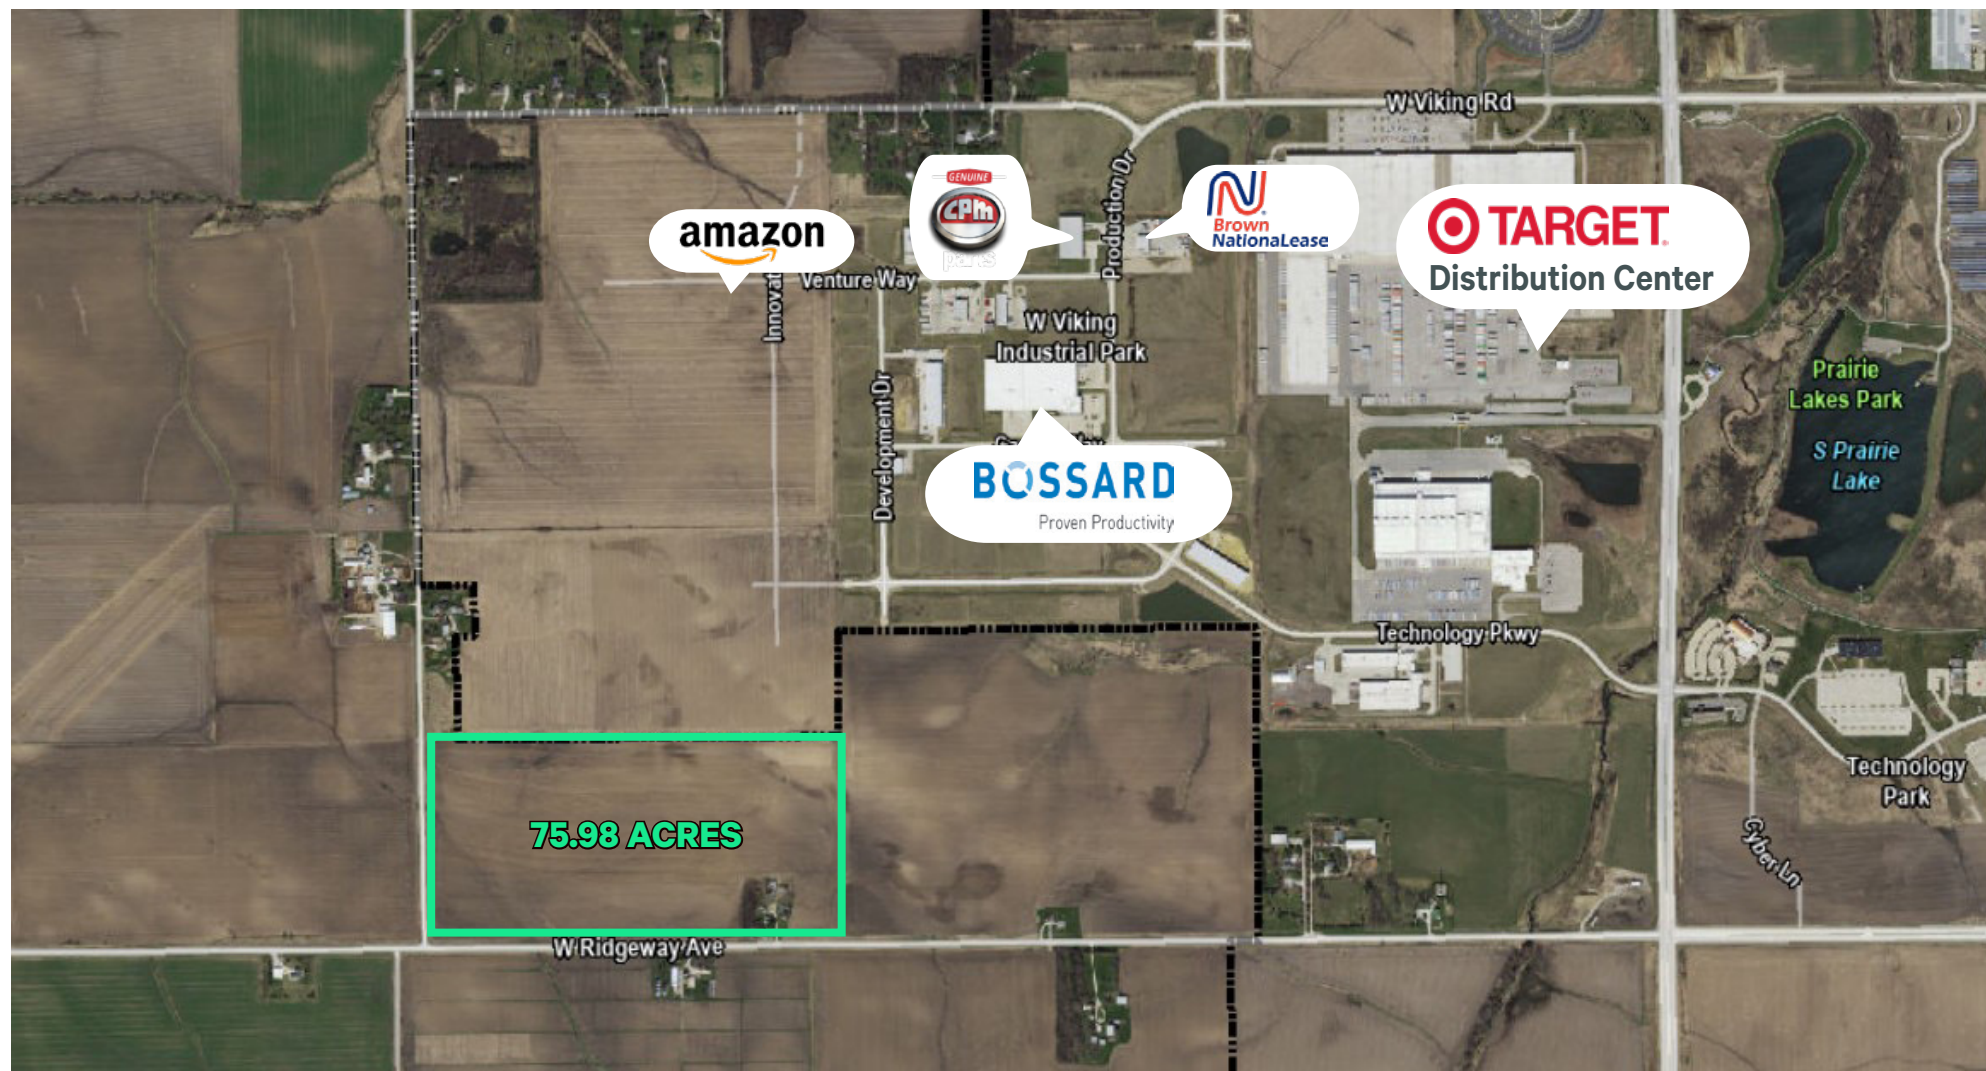 W Viking Rd
GENUINE
CPM
parts
Production Dr
Brown
NationaLease
TARGET
Distribution Center
amazon
Venture Way
W Viking
Industrial Park
Development Dr
BOSSARD
Proven Productivity
Prairie
Lakes Park
S Prairie
Lake
Technology Pkwy
Technology
Park
75.98 ACRES
Cyber Ln
W Ridgeway Ave